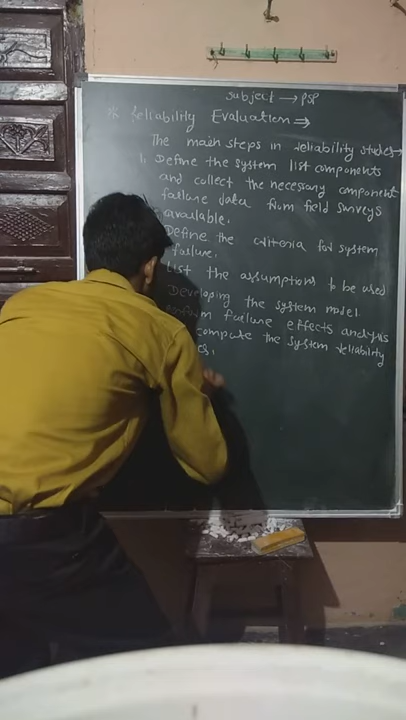 Subject → PSP
* Reliability Evaluation ⇒
The main steps in reliability studies →
1. Define the system list components
and collect the necessary component
failure data from field surveys
available.
Define the criteria for system
failure.
List the assumptions to be used
Developing the system model
failure effects analysis
compute the system reliability